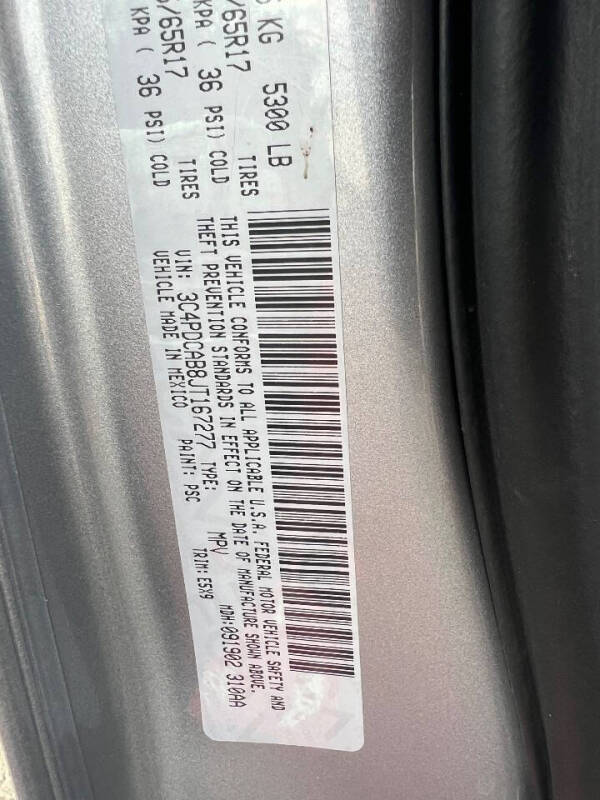 KG 5300 LB
/65R17 TIRES
KPA ( 36 PSI) COLD
/65R17 TIRES
KPA ( 36 PSI) COLD
THIS VEHICLE CONFORMS TO ALL APPLICABLE U.S.A. FEDERAL MOTOR VEHICLE SAFETY AND
THEFT PREVENTION STANDARDS IN EFFECT ON THE DATE OF MANUFACTURE SHOWN ABOVE.
VIN: 3C4PDCAB8JT167277 TYPE: MPV MDH:091902 310AA
VEHICLE MADE IN MEXICO PAINT: PSC TRIM: E5X9